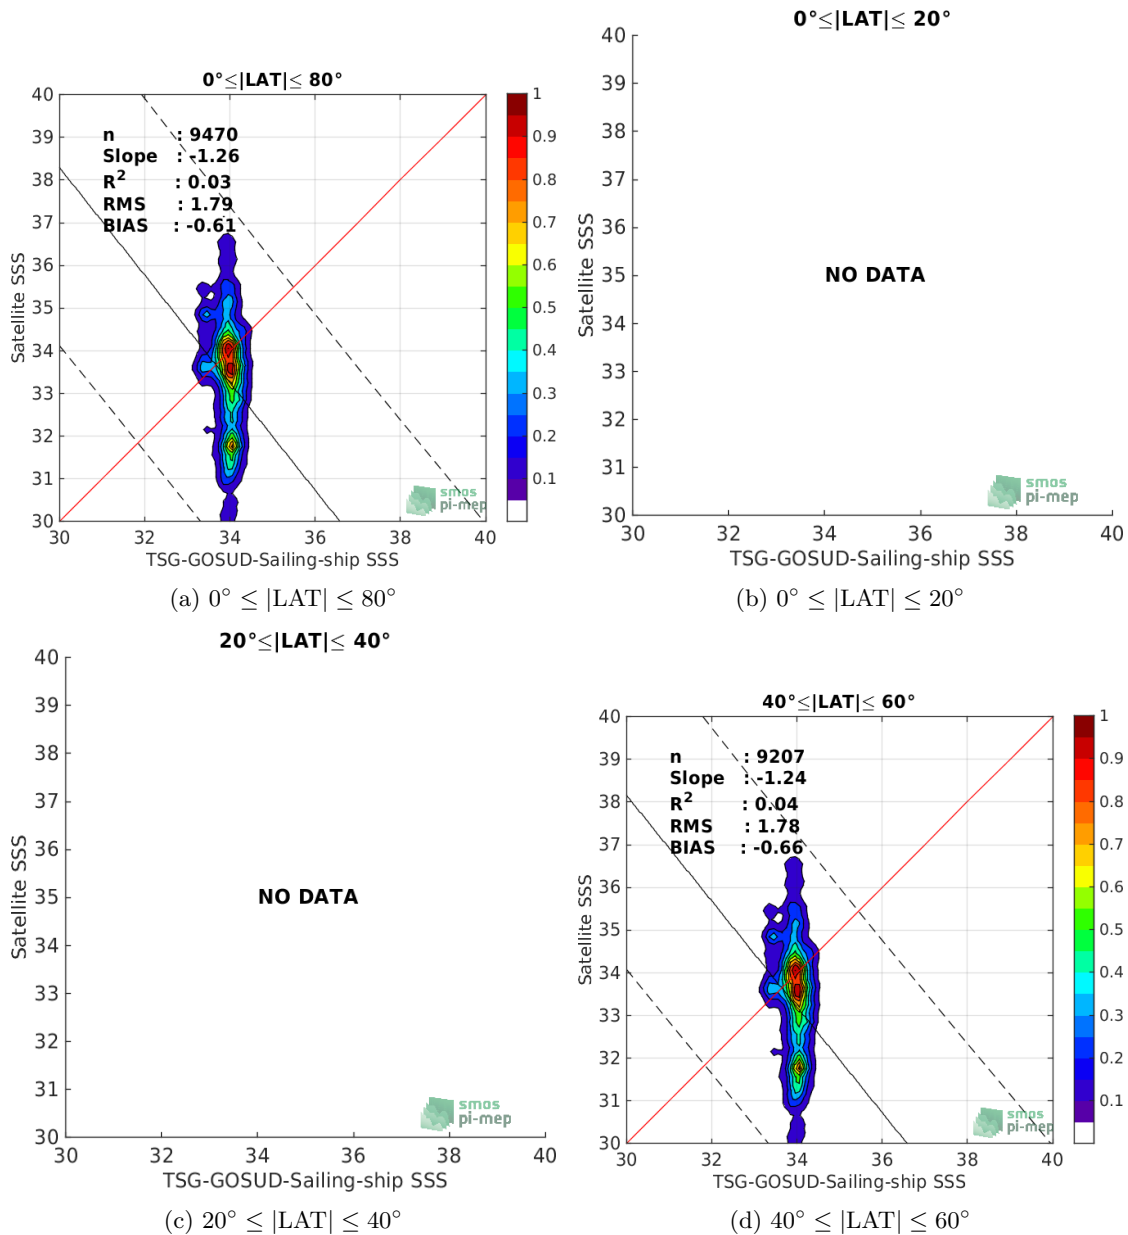 0°≤|LAT|≤ 80°
n : 9470
Slope : -1.26
R² : 0.03
RMS : 1.79
BIAS : -0.61
40
39
38
37
36
35
34
33
32
31
30
Satellite SSS
30 32 34 36 38 40
TSG-GOSUD-Sailing-ship SSS
1
0.9
0.8
0.7
0.6
0.5
0.4
0.3
0.2
0.1
smos
pi-mep
(a) 0° ≤ |LAT| ≤ 80°
0°≤|LAT|≤ 20°
40
39
38
37
36
35
34
33
32
31
30
Satellite SSS
NO DATA
smos
pi-mep
30 32 34 36 38 40
TSG-GOSUD-Sailing-ship SSS
(b) 0° ≤ |LAT| ≤ 20°
20°≤|LAT|≤ 40°
40
39
38
37
36
35
34
33
32
31
30
Satellite SSS
NO DATA
smos
pi-mep
30 32 34 36 38 40
TSG-GOSUD-Sailing-ship SSS
(c) 20° ≤ |LAT| ≤ 40°
40°≤|LAT|≤ 60°
n : 9207
Slope : -1.24
R² : 0.04
RMS : 1.78
BIAS : -0.66
40
39
38
37
36
35
34
33
32
31
30
Satellite SSS
30 32 34 36 38 40
TSG-GOSUD-Sailing-ship SSS
1
0.9
0.8
0.7
0.6
0.5
0.4
0.3
0.2
0.1
smos
pi-mep
(d) 40° ≤ |LAT| ≤ 60°